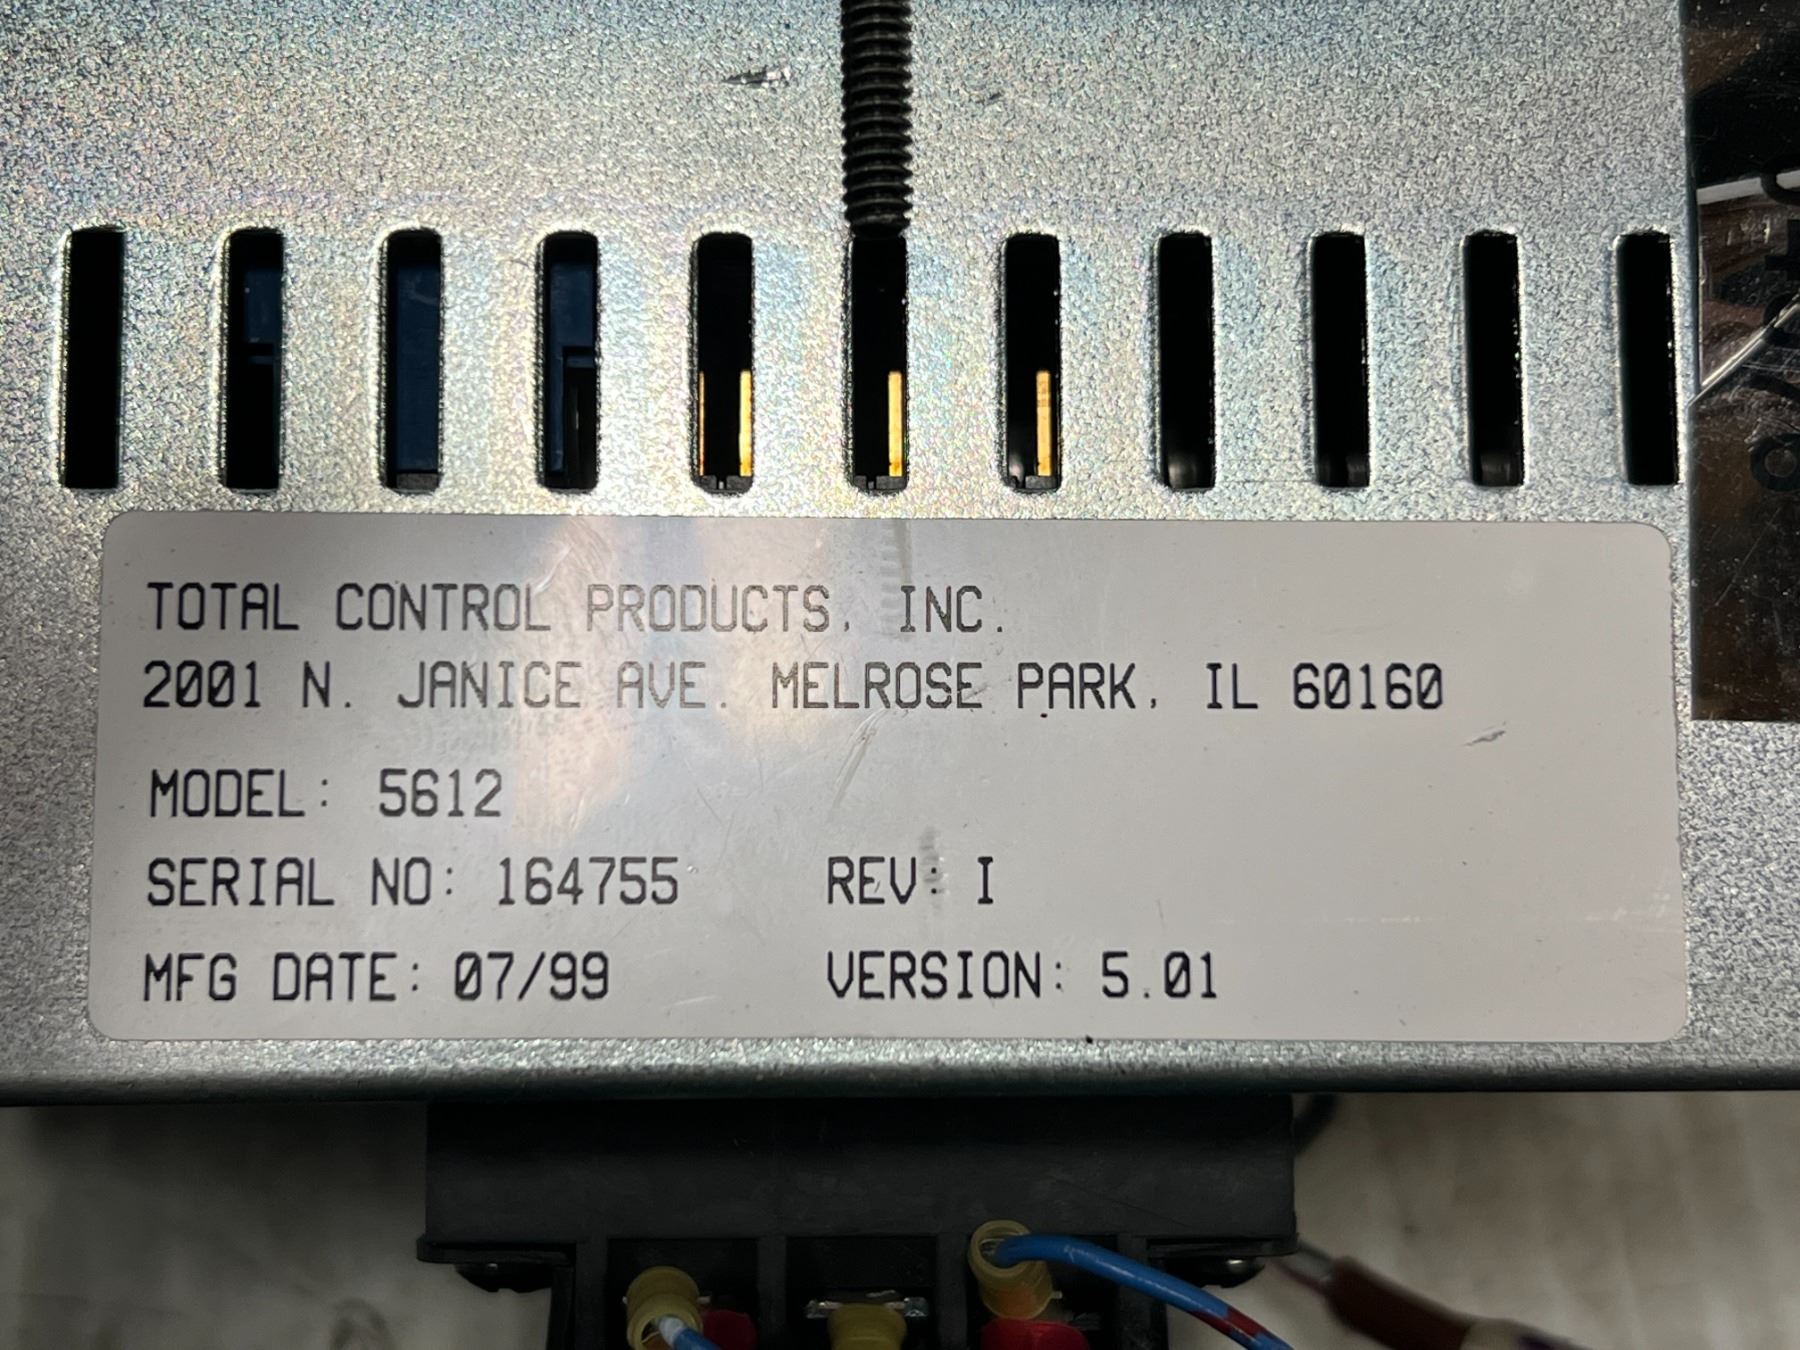 TOTAL CONTROL PRODUCTS, INC.
2001 N. JANICE AVE. MELROSE PARK, IL 60160
MODEL: 5612
SERIAL NO: 164755 REV: I
MFG DATE: 07/99 VERSION: 5.01